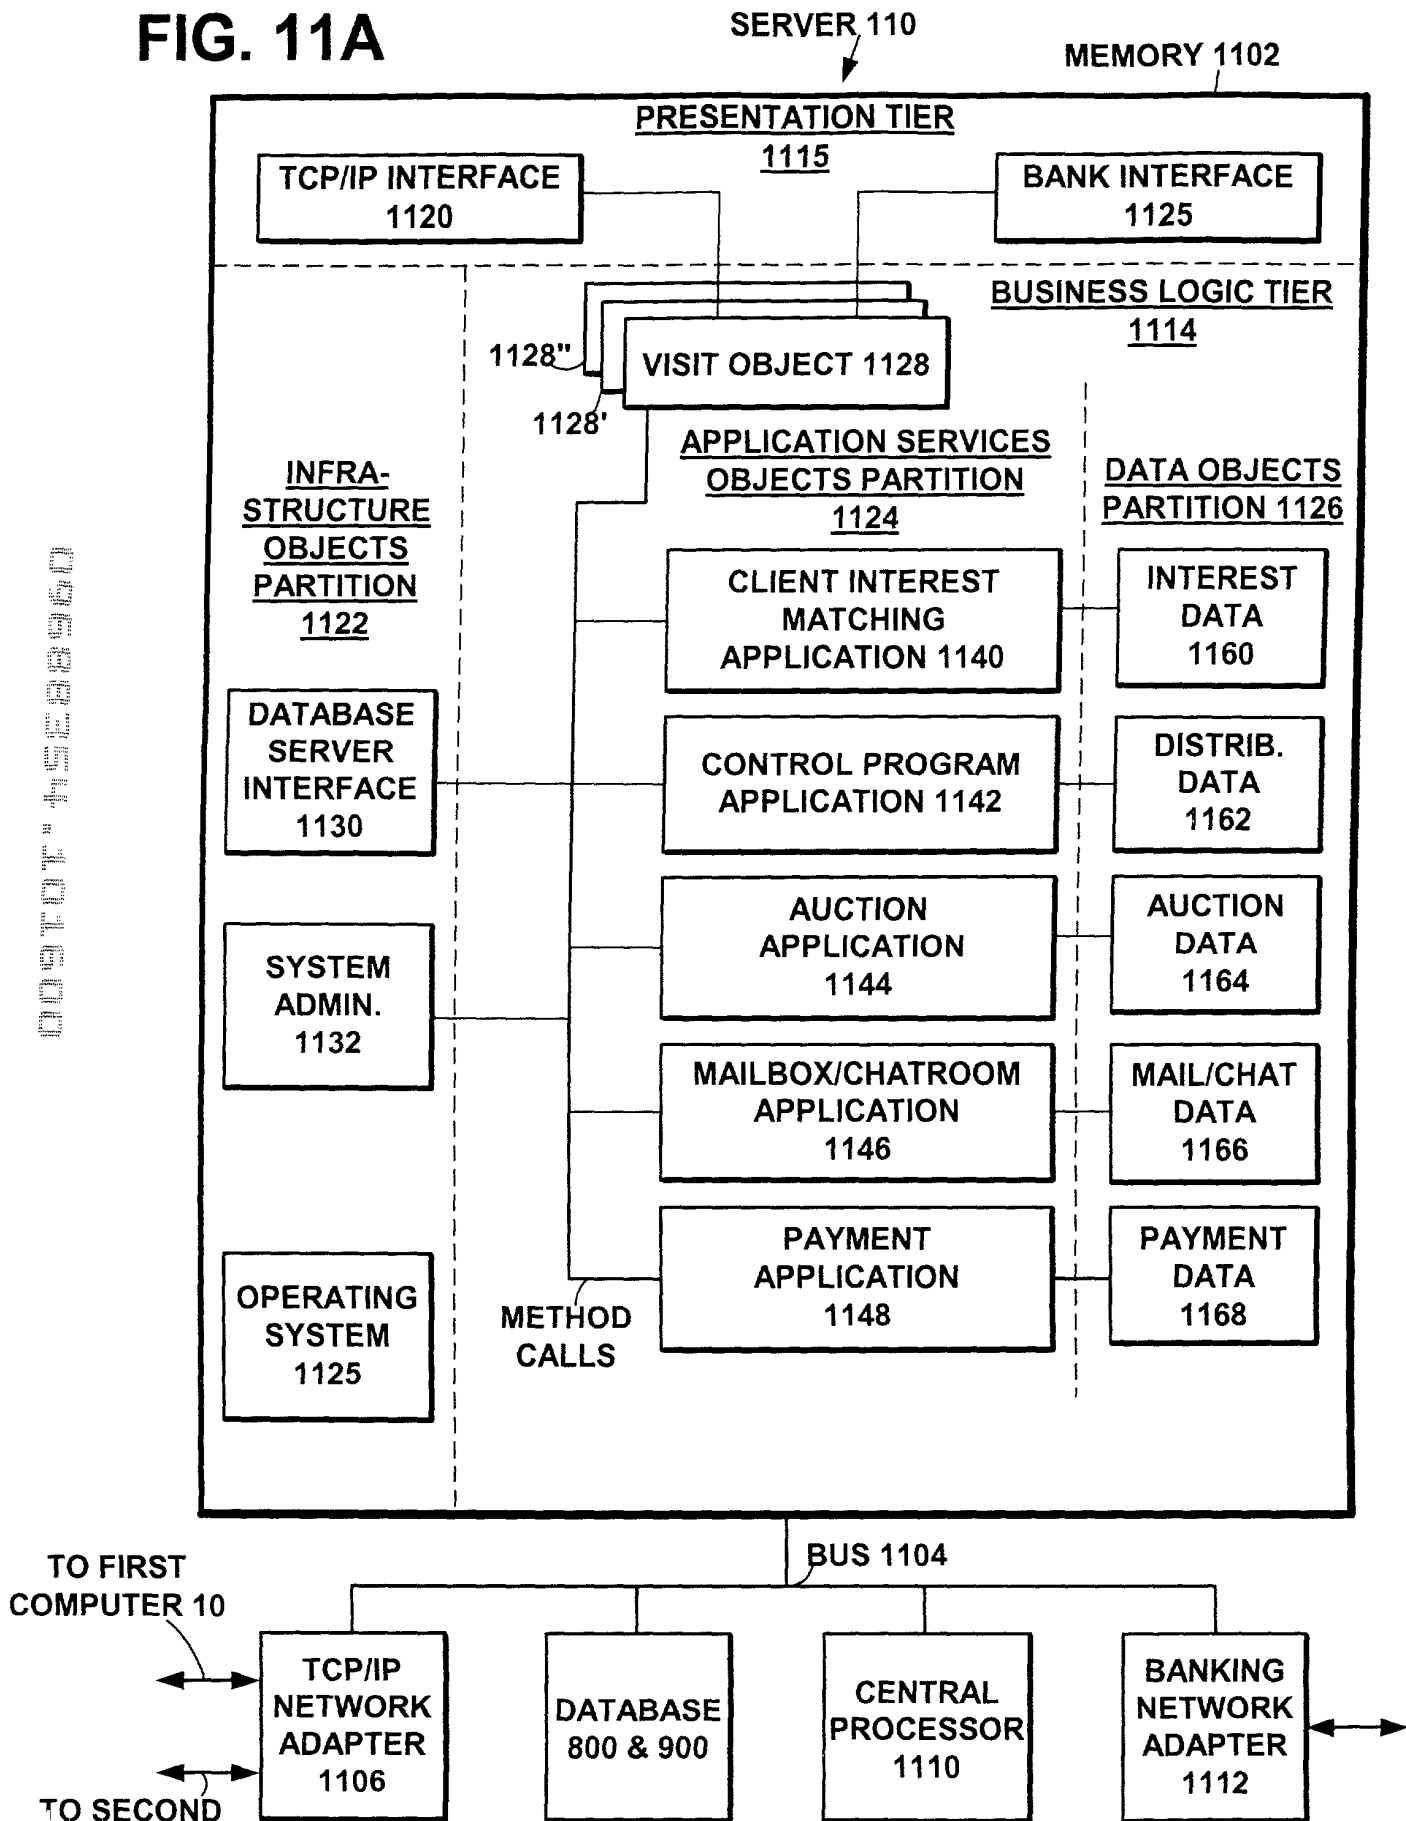 FIG. 11A
SERVER 110
MEMORY 1102
PRESENTATION TIER
1115
TCP/IP INTERFACE
1120
BANK INTERFACE
1125
BUSINESS LOGIC TIER
1114
1128"
VISIT OBJECT 1128
1128'
APPLICATION SERVICES
OBJECTS PARTITION
1124
INFRA-
STRUCTURE
OBJECTS
PARTITION
1122
DATA OBJECTS
PARTITION 1126
CLIENT INTEREST
MATCHING
APPLICATION 1140
INTEREST
DATA
1160
DATABASE
SERVER
INTERFACE
1130
CONTROL PROGRAM
APPLICATION 1142
DISTRIB.
DATA
1162
AUCTION
APPLICATION
1144
AUCTION
DATA
1164
SYSTEM
ADMIN.
1132
MAILBOX/CHATROOM
APPLICATION
1146
MAIL/CHAT
DATA
1166
PAYMENT
APPLICATION
1148
PAYMENT
DATA
1168
OPERATING
SYSTEM
1125
METHOD
CALLS
BUS 1104
TO FIRST
COMPUTER 10
TCP/IP
NETWORK
ADAPTER
1106
DATABASE
800 & 900
CENTRAL
PROCESSOR
1110
BANKING
NETWORK
ADAPTER
1112
TO SECOND